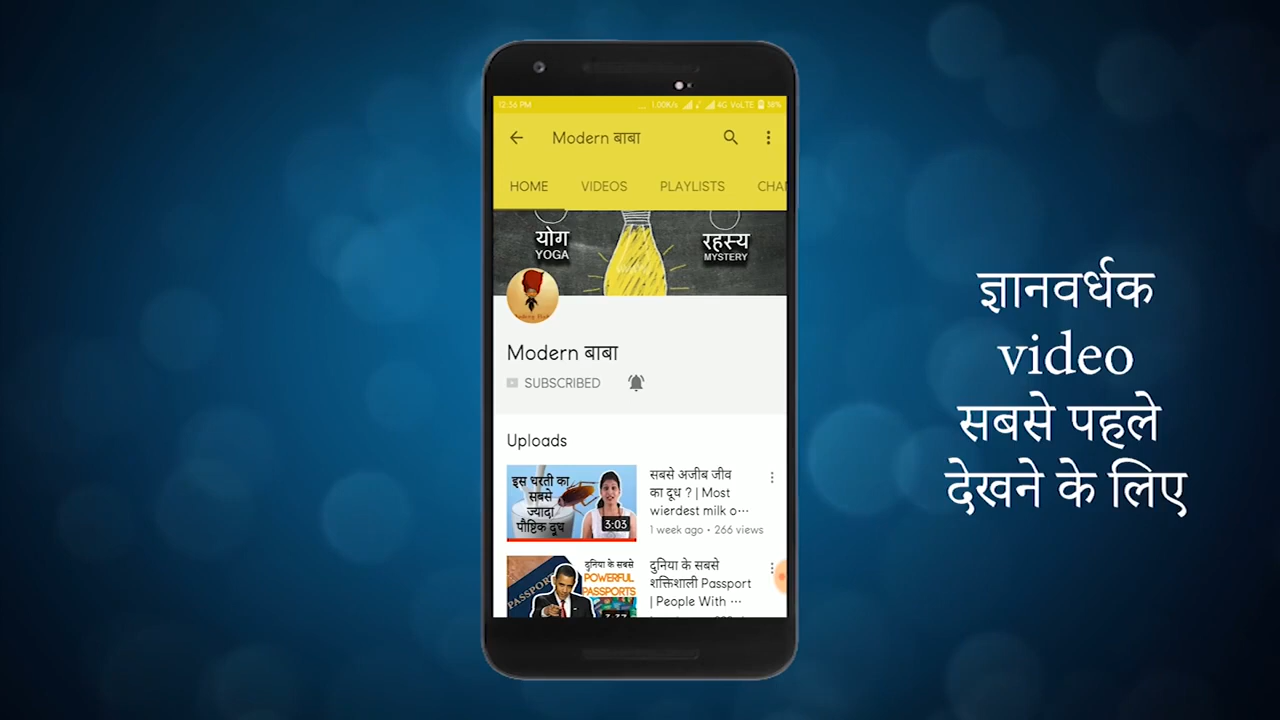 12:56 PM
1.00K/s 4G VoLTE 38%
Modern बाबा
HOME VIDEOS PLAYLISTS CHAN
योग
YOGA
रहस्य
MYSTERY
Modern बाबा
SUBSCRIBED
Uploads
इस धरती का
सबसे
ज्यादा
पौष्टिक दूध
3:03
सबसे अजीब जीव
का दूध ? | Most
wierdest milk o...
1 week ago • 266 views
PASSPORT
दुनिया के सबसे
POWERFUL
PASSPORTS
दुनिया के सबसे
शक्तिशाली Passport
| People With ...
ज्ञानवर्धक
video
सबसे पहले
देखने के लिए